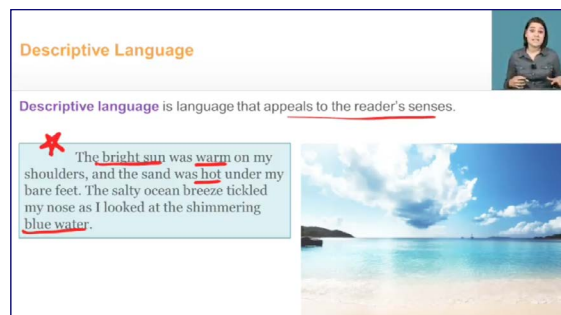 Descriptive Language
Descriptive language is language that appeals to the reader's senses.
The bright sun was warm on my
shoulders, and the sand was hot under my
bare feet. The salty ocean breeze tickled
my nose as I looked at the shimmering
blue water.